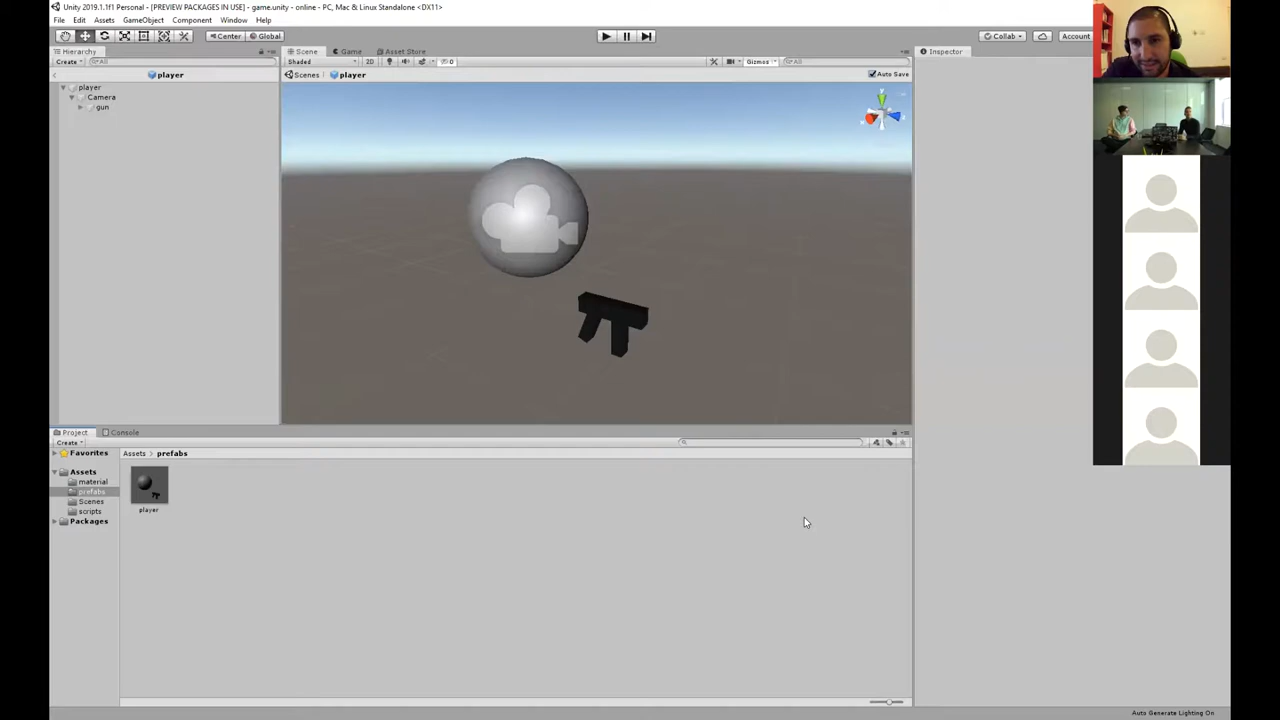 Unity 2019.1.1f1 Personal - [PREVIEW PACKAGES IN USE] - game.unity - online - PC, Mac & Linux Standalone <DX11>
File Edit Assets GameObject Component Window Help
Center Global Collab Account
Hierarchy Scene Game Asset Store Inspector
Create All Shaded 2D 0 Gizmos All
player Scenes player Auto Save
player
Camera
gun
Project Console
Create
Favorites Assets > prefabs
Assets
material
prefabs
Scenes
scripts
Packages
player
Auto Generate Lighting On